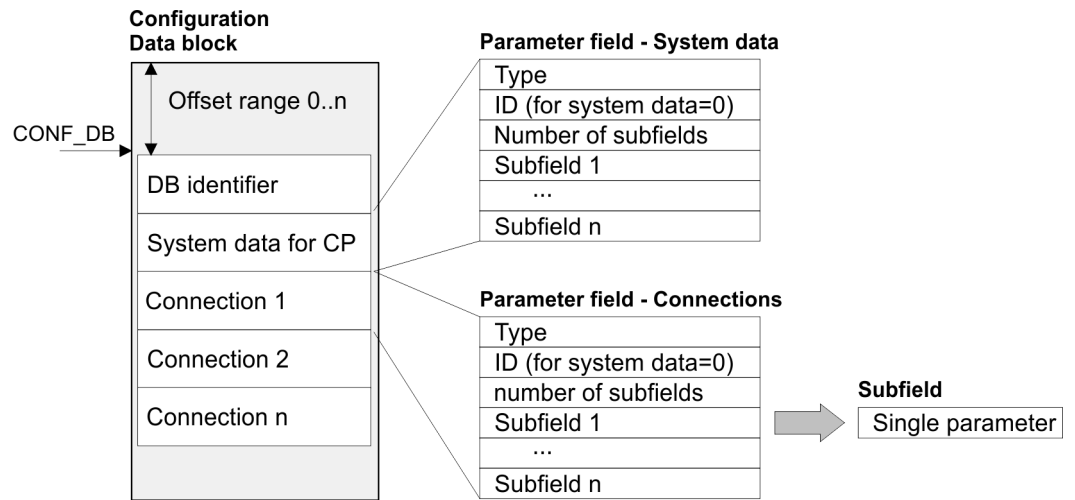 Configuration
Data block
Offset range 0..n
CONF_DB
DB identifier
System data for CP
Connection 1
Connection 2
Connection n
Parameter field - System data
Type
ID (for system data=0)
Number of subfields
Subfield 1
...
Subfield n
Parameter field - Connections
Type
ID (for system data=0)
number of subfields
Subfield 1
...
Subfield n
Subfield
Single parameter